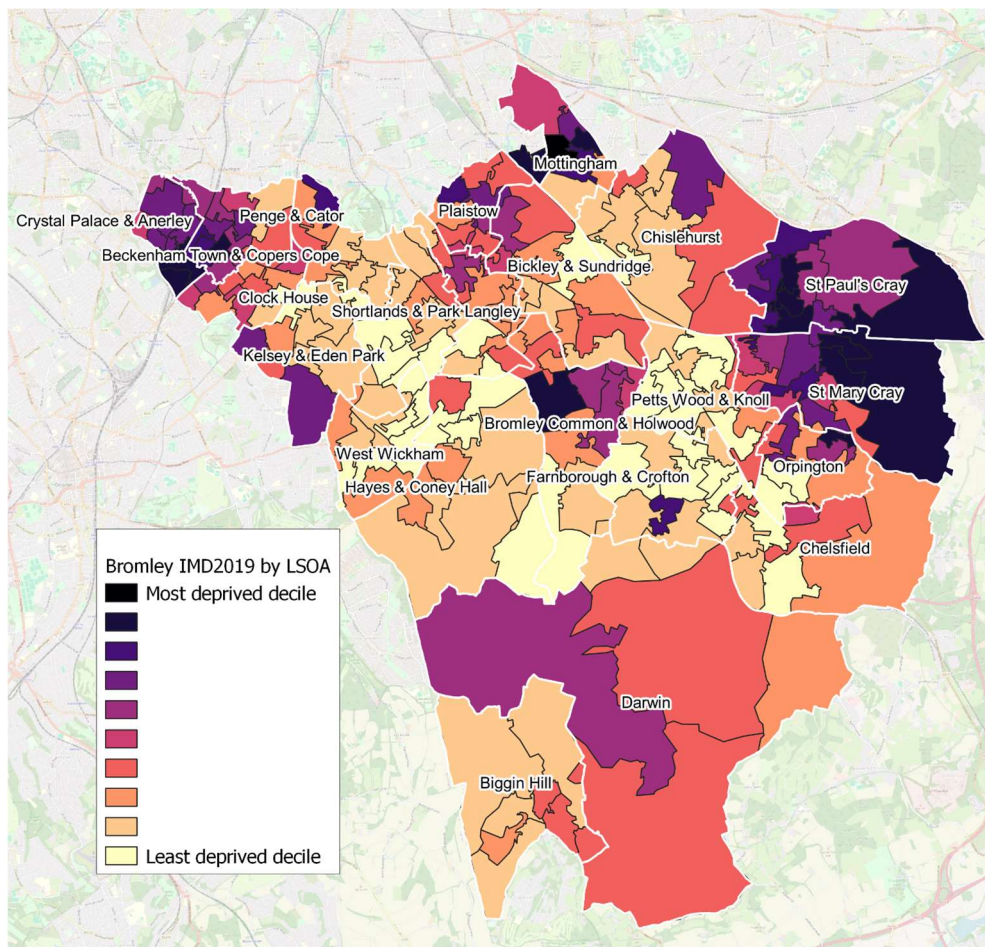 Mottingham
Crystal Palace & Anerley
Penge & Cator
Plaistow
Chislehurst
Beckenham Town & Copers Cope
Bickley & Sundridge
St Paul's Cray
Clock House
Shortlands & Park Langley
Kelsey & Eden Park
St Mary Cray
Petts Wood & Knoll
Bromley Common & Holwood
West Wickham
Orpington
Farnborough & Crofton
Hayes & Coney Hall
Chelsfield
Bromley IMD2019 by LSOA
Most deprived decile
Darwin
Biggin Hill
Least deprived decile